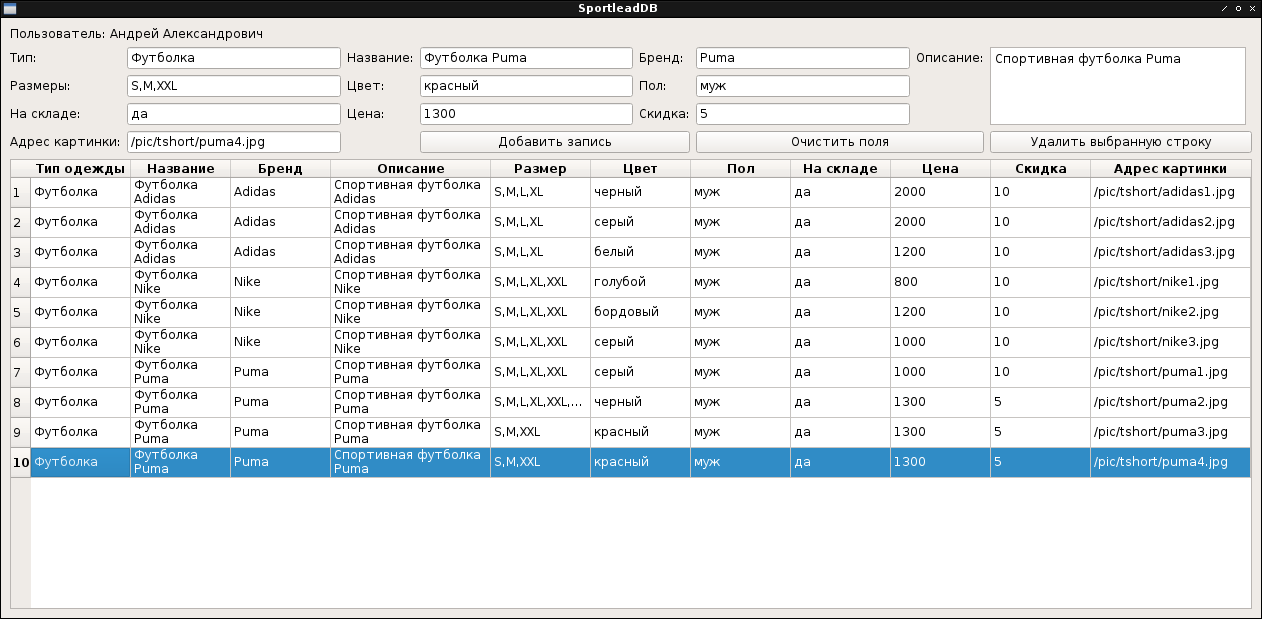 SportleadDB
Пользователь: Андрей Александрович
Тип: Футболка Название: Футболка Puma Бренд: Puma Описание: Спортивная футболка Puma
Размеры: S,M,XXL Цвет: красный Пол: муж
На складе: да Цена: 1300 Скидка: 5
Адрес картинки: /pic/tshort/puma4.jpg Добавить запись Очистить поля Удалить выбранную строку
Тип одежды Название Бренд Описание Размер Цвет Пол На складе Цена Скидка Адрес картинки
1 Футболка Футболка Adidas Adidas Спортивная футболка Adidas S,M,L,XL черный муж да 2000 10 /pic/tshort/adidas1.jpg
2 Футболка Футболка Adidas Adidas Спортивная футболка Adidas S,M,L,XL серый муж да 2000 10 /pic/tshort/adidas2.jpg
3 Футболка Футболка Adidas Adidas Спортивная футболка Adidas S,M,L,XL белый муж да 1200 10 /pic/tshort/adidas3.jpg
4 Футболка Футболка Nike Nike Спортивная футболка Nike S,M,L,XL,XXL голубой муж да 800 10 /pic/tshort/nike1.jpg
5 Футболка Футболка Nike Nike Спортивная футболка Nike S,M,L,XL,XXL бордовый муж да 1200 10 /pic/tshort/nike2.jpg
6 Футболка Футболка Nike Nike Спортивная футболка Nike S,M,L,XL,XXL серый муж да 1000 10 /pic/tshort/nike3.jpg
7 Футболка Футболка Puma Puma Спортивная футболка Puma S,M,L,XL,XXL серый муж да 1000 10 /pic/tshort/puma1.jpg
8 Футболка Футболка Puma Puma Спортивная футболка Puma S,M,L,XL,XXL,... черный муж да 1300 5 /pic/tshort/puma2.jpg
9 Футболка Футболка Puma Puma Спортивная футболка Puma S,M,XXL красный муж да 1300 5 /pic/tshort/puma3.jpg
10 Футболка Футболка Puma Puma Спортивная футболка Puma S,M,XXL красный муж да 1300 5 /pic/tshort/puma4.jpg